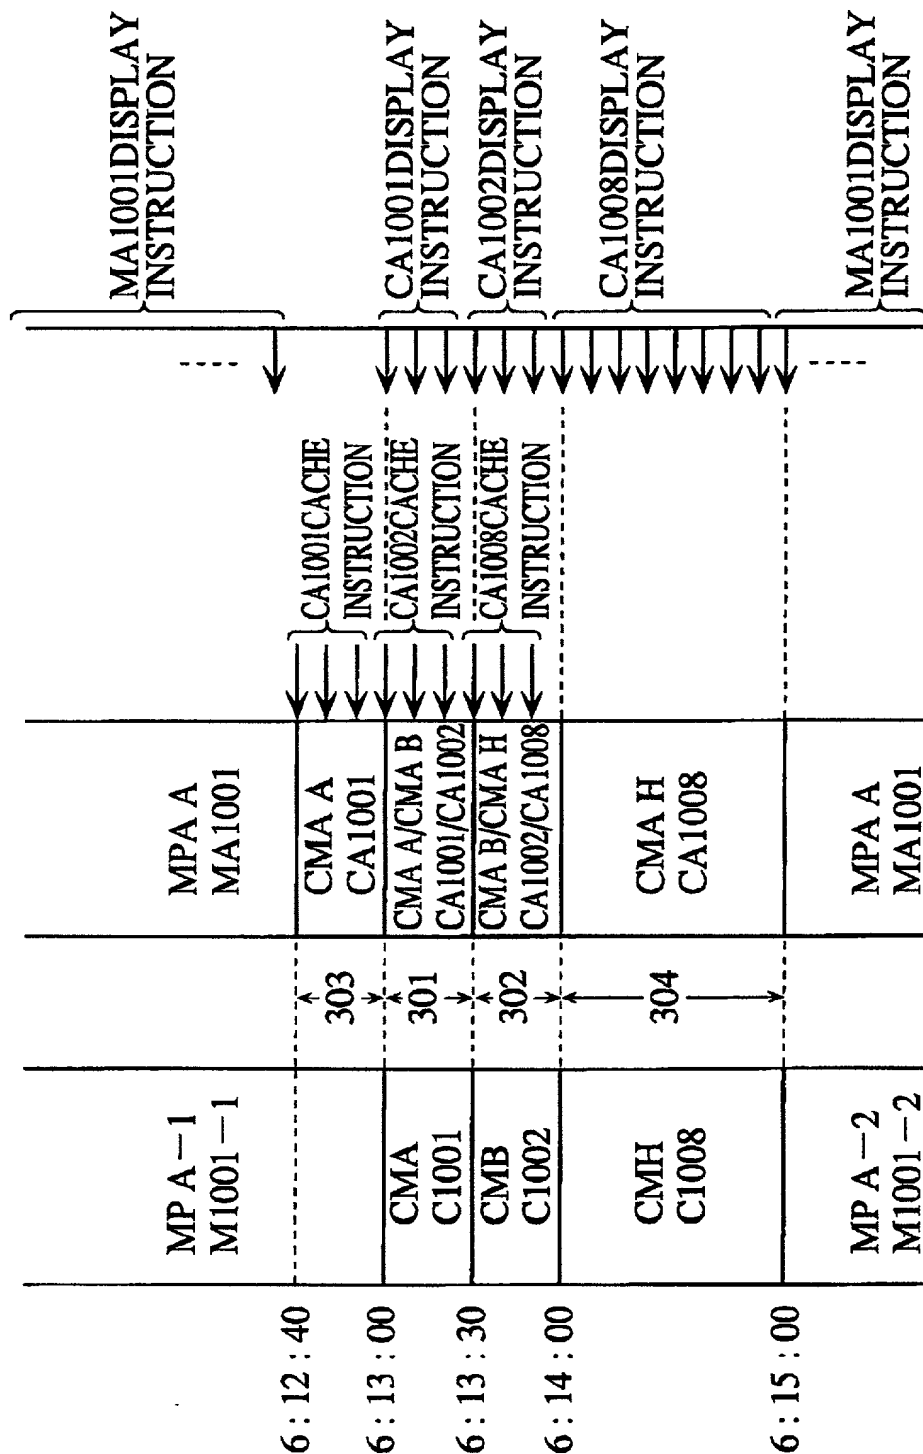 MA1001DISPLAY
INSTRUCTION
CA1001DISPLAY
INSTRUCTION
CA1002DISPLAY
INSTRUCTION
CA1008DISPLAY
INSTRUCTION
MA1001DISPLAY
INSTRUCTION
CA1001CACHE
INSTRUCTION
CA1002CACHE
INSTRUCTION
CA1008CACHE
INSTRUCTION
MPA A
MA1001
CMA A
CA1001
CMA A/CMA B
CA1001/CA1002
CMA B/CMA H
CA1002/CA1008
CMA H
CA1008
MPA A
MA1001
303
301
302
304
MP A-1
M1001-1
CMA
C1001
CMB
C1002
CMH
C1008
MP A-2
M1001-2
6:12:40
6:13:00
6:13:30
6:14:00
6:15:00